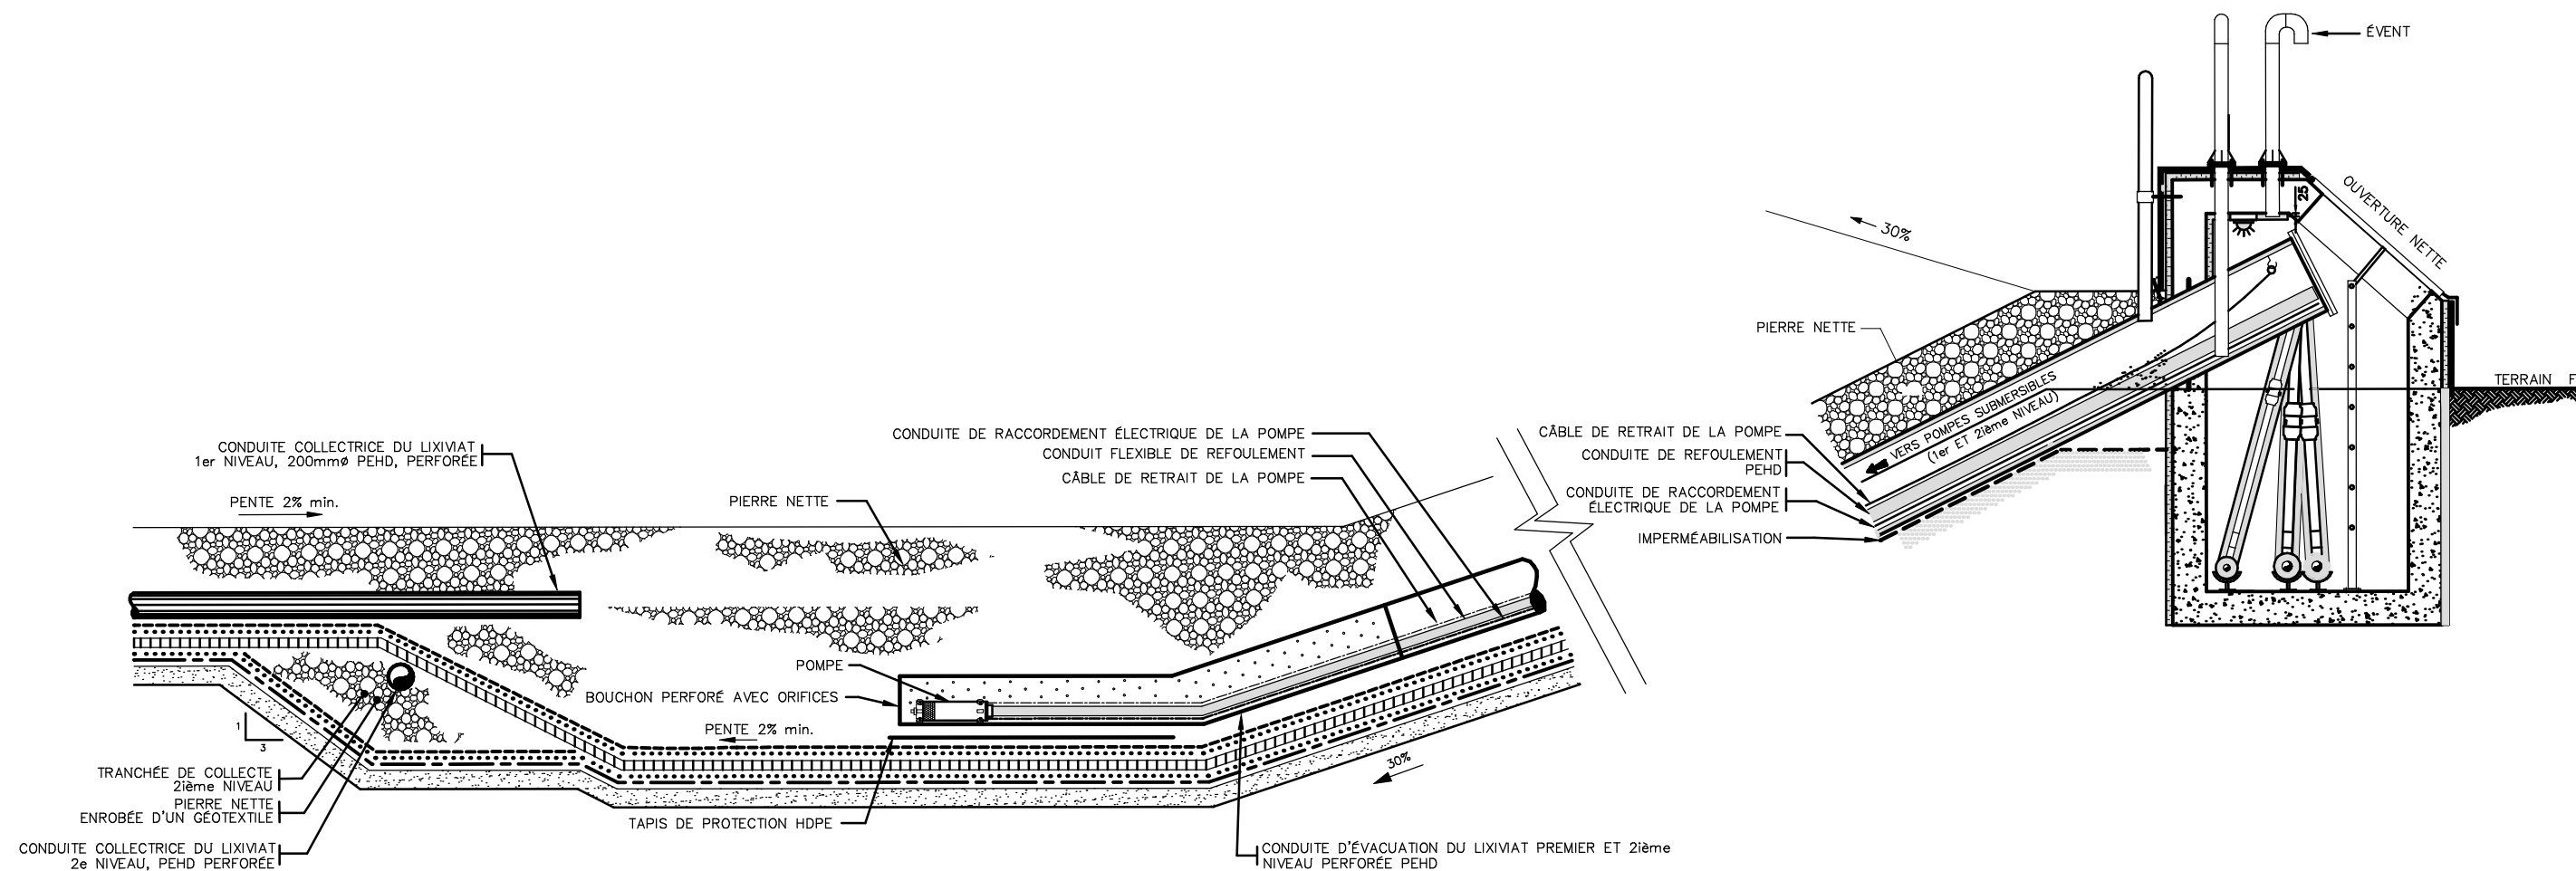 ÉVENT
OUVERTURE NETTE
25
30%
PIERRE NETTE
TERRAIN F
VERS POMPES SUBMERSIBLES
(1er ET 2ième NIVEAU)
CÂBLE DE RETRAIT DE LA POMPE
CONDUITE DE REFOULEMENT
PEHD
CONDUITE DE RACCORDEMENT
ÉLECTRIQUE DE LA POMPE
IMPERMÉABILISATION
CONDUITE DE RACCORDEMENT ÉLECTRIQUE DE LA POMPE
CONDUIT FLEXIBLE DE REFOULEMENT
CÂBLE DE RETRAIT DE LA POMPE
CONDUITE COLLECTRICE DU LIXIVIAT
1er NIVEAU, 200mmø PEHD, PERFORÉE
PENTE 2% min.
PIERRE NETTE
POMPE
BOUCHON PERFORÉ AVEC ORIFICES
PENTE 2% min.
1
3
30%
TRANCHÉE DE COLLECTE
2ième NIVEAU
PIERRE NETTE
ENROBÉE D'UN GÉOTEXTILE
CONDUITE COLLECTRICE DU LIXIVIAT
2e NIVEAU, PEHD PERFORÉE
TAPIS DE PROTECTION HDPE
CONDUITE D'ÉVACUATION DU LIXIVIAT PREMIER ET 2ième
NIVEAU PERFORÉE PEHD